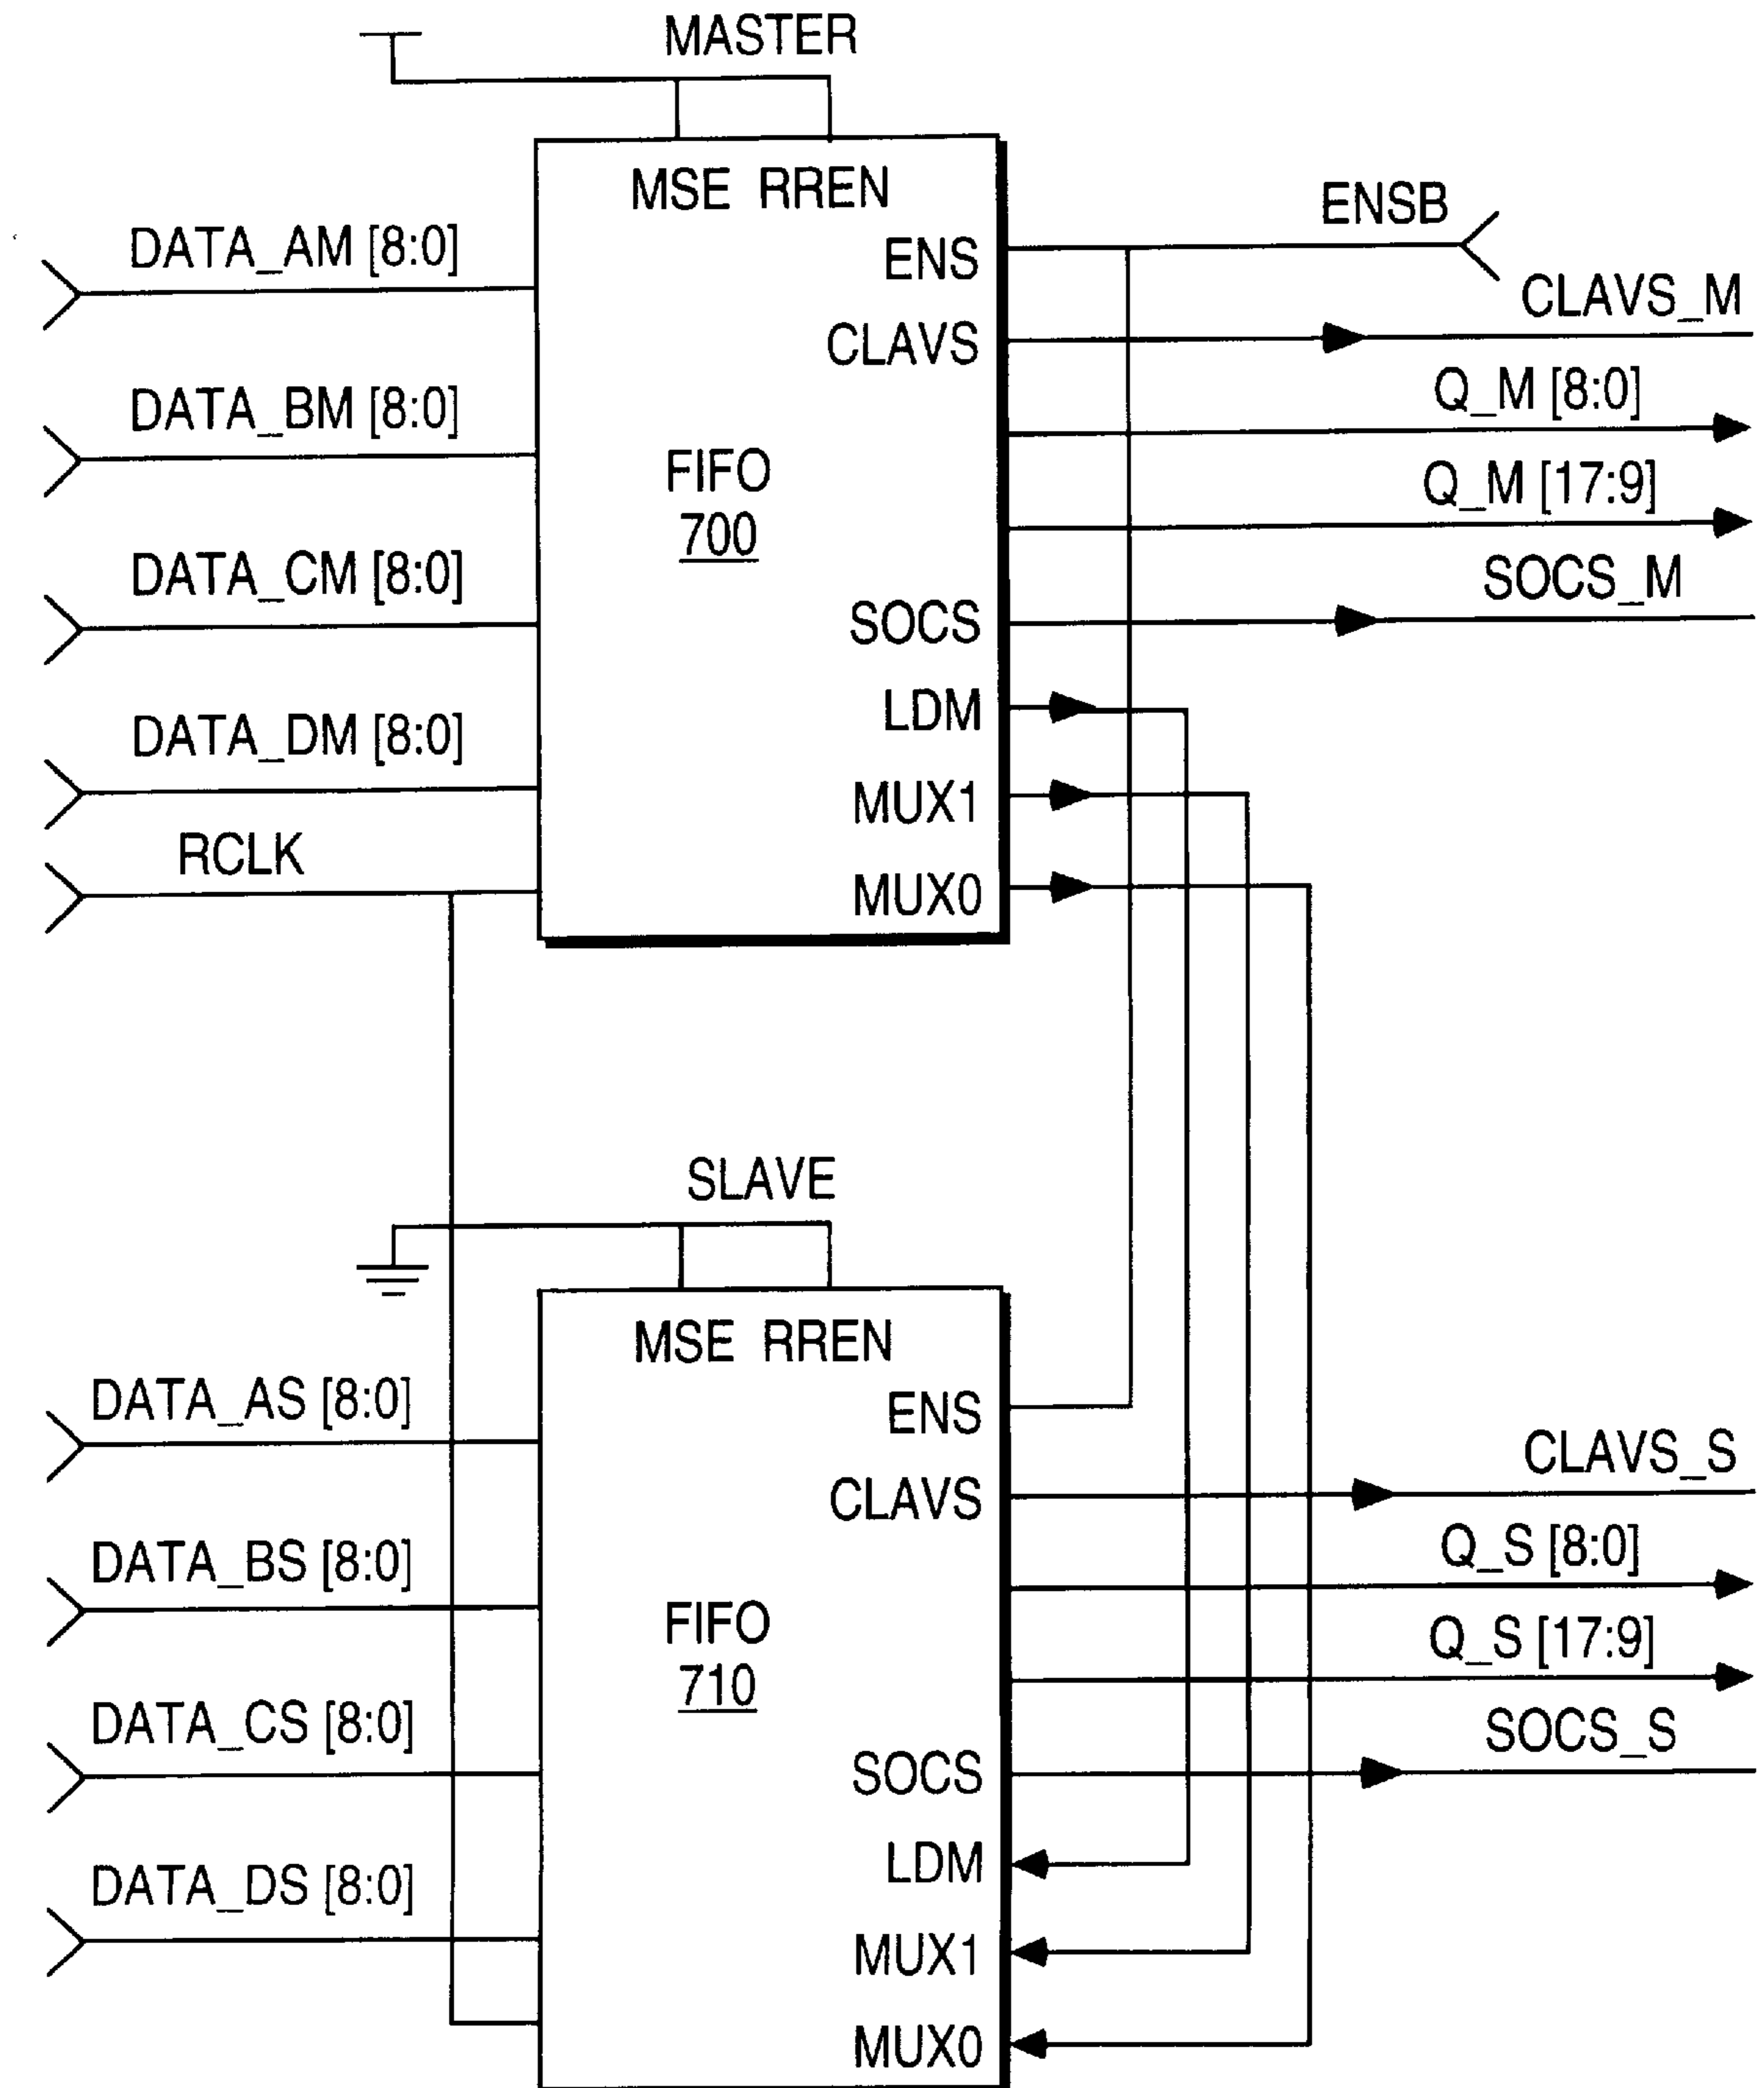 MASTER
MSE RREN
ENSB
DATA_AM [8:0]
ENS
CLAVS_M
CLAVS
Q_M [8:0]
DATA_BM [8:0]
FIFO
700
Q_M [17:9]
DATA_CM [8:0]
SOCS
SOCS_M
LDM
DATA_DM [8:0]
MUX1
RCLK
MUX0
SLAVE
MSE RREN
DATA_AS [8:0]
ENS
CLAVS_S
CLAVS
Q_S [8:0]
DATA_BS [8:0]
FIFO
710
Q_S [17:9]
DATA_CS [8:0]
SOCS
SOCS_S
LDM
DATA_DS [8:0]
MUX1
MUX0